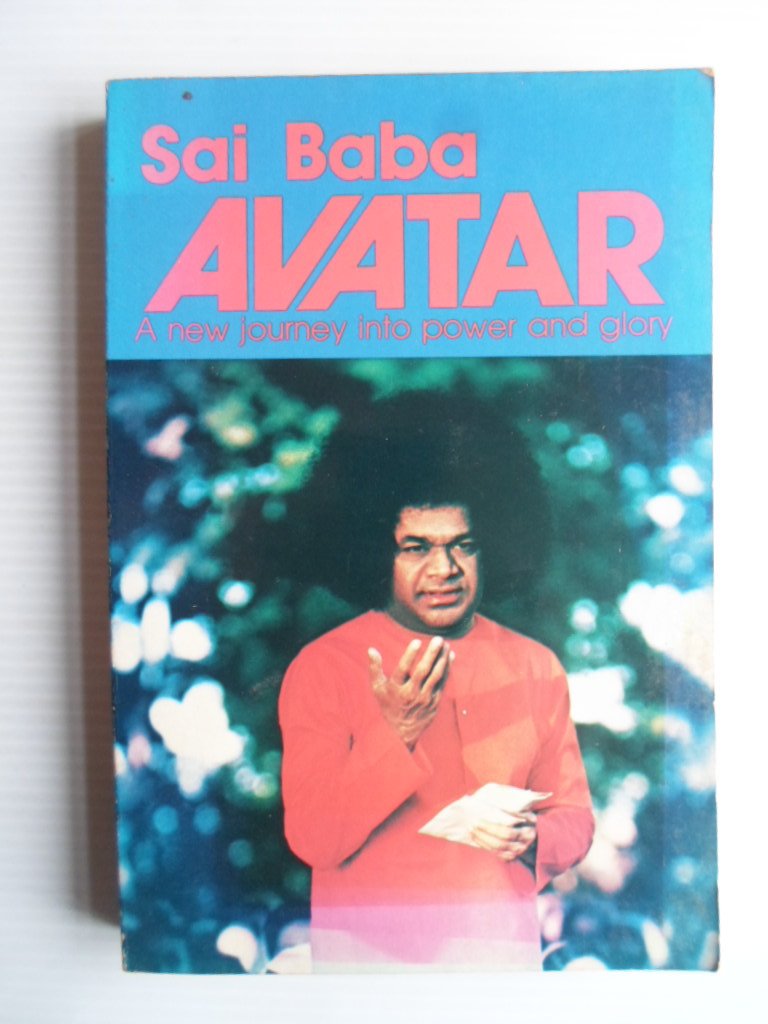 Sai Baba
AVATAR
A new journey into power and glory